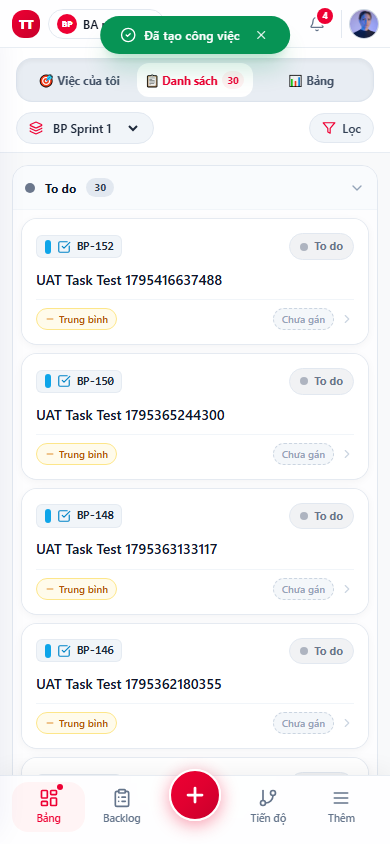 TT
BP
BA
Đã tạo công việc
4
Việc của tôi
Danh sách 30
Bảng
BP Sprint 1
Lọc
To do 30
BP-152
To do
UAT Task Test 1795416637488
Trung bình
Chưa gán
BP-150
To do
UAT Task Test 1795365244300
Trung bình
Chưa gán
BP-148
To do
UAT Task Test 1795363133117
Trung bình
Chưa gán
BP-146
To do
UAT Task Test 1795362180355
Trung bình
Chưa gán
Bảng
Backlog
Tiến độ
Thêm